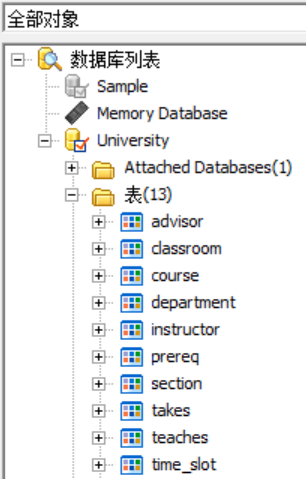 全部对象
数据库列表
Sample
Memory Database
University
Attached Databases(1)
表(13)
advisor
classroom
course
department
instructor
prereq
section
takes
teaches
time_slot